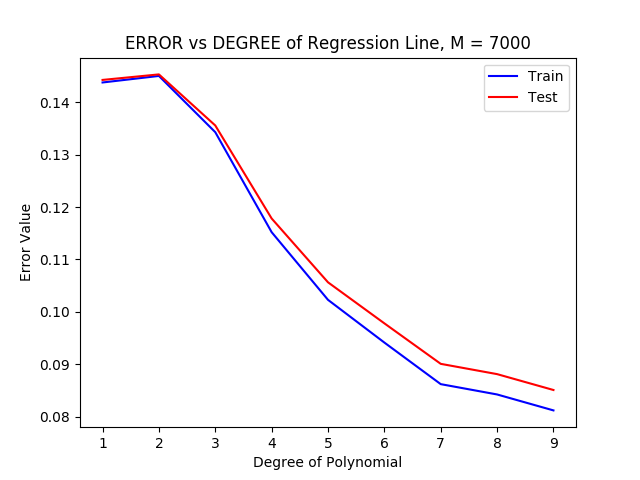 ERROR vs DEGREE of Regression Line, M = 7000
Train
Test
0.14
0.13
0.12
0.11
0.10
0.09
0.08
Error Value
1 2 3 4 5 6 7 8 9
Degree of Polynomial